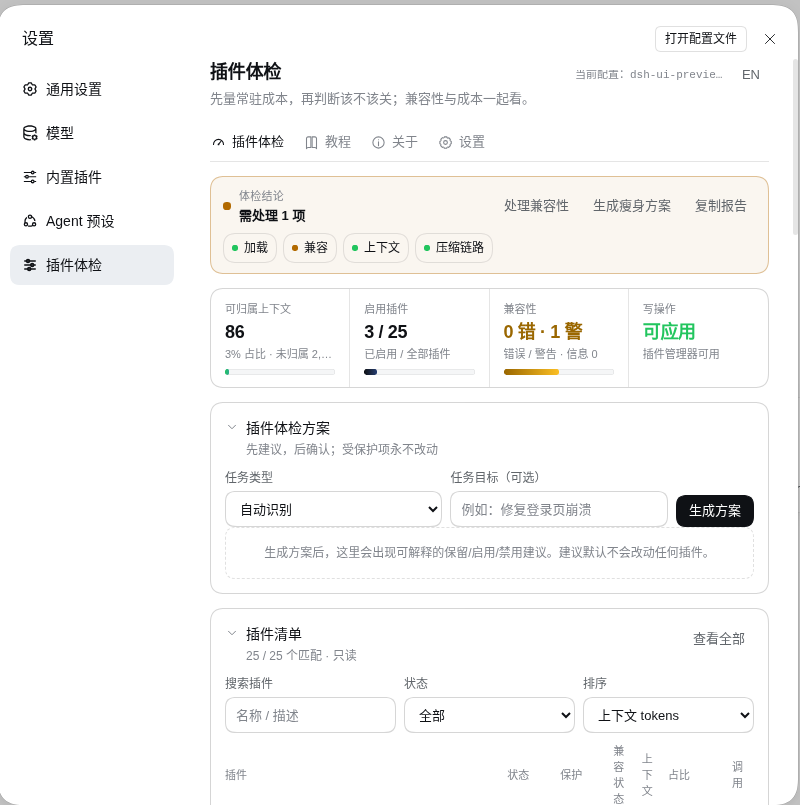 设置
打开配置文件
通用设置
模型
内置插件
Agent 预设
插件体检
插件体检
当前配置：dsh-ui-previe…
EN
先量常驻成本，再判断该不该关；兼容性与成本一起看。
插件体检
教程
关于
设置
体检结论
需处理 1 项
处理兼容性
生成瘦身方案
复制报告
加载
兼容
上下文
压缩链路
可归属上下文
86
3% 占比 · 未归属 2,…
启用插件
3 / 25
已启用 / 全部插件
兼容性
0 错 · 1 警
错误 / 警告 · 信息 0
写操作
可应用
插件管理器可用
插件体检方案
先建议，后确认；受保护项永不改动
任务类型
任务目标（可选）
自动识别
例如：修复登录页崩溃
生成方案
生成方案后，这里会出现可解释的保留/启用/禁用建议。建议默认不会改动任何插件。
插件清单
25 / 25 个匹配 · 只读
查看全部
搜索插件
状态
排序
名称 / 描述
全部
上下文 tokens
插件
状态
保护
兼容状态
上下文
占比
调用